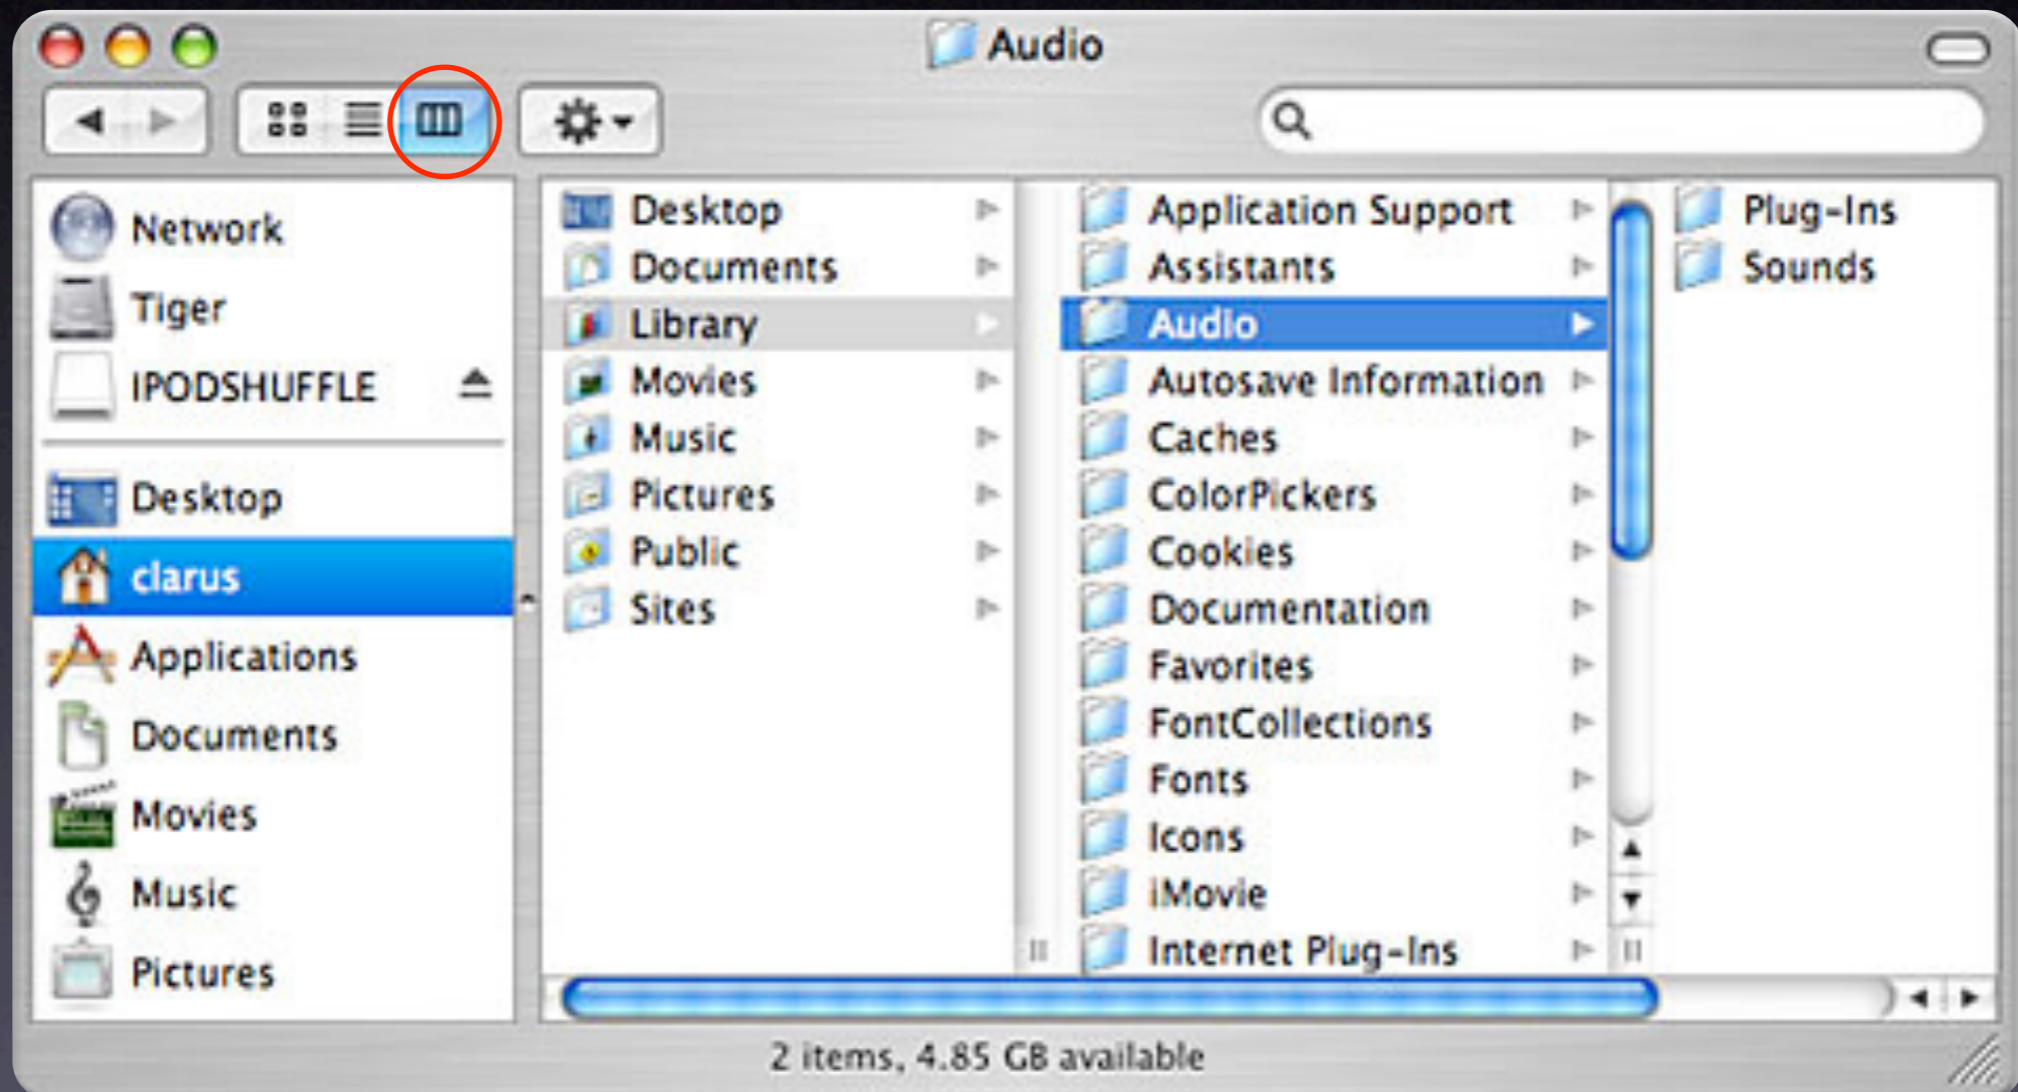 Audio
Network
Tiger
IPODSHUFFLE
Desktop
clarus
Applications
Documents
Movies
Music
Pictures
Desktop
Documents
Library
Movies
Music
Pictures
Public
Sites
Application Support
Assistants
Audio
Autosave Information
Caches
ColorPickers
Cookies
Documentation
Favorites
FontCollections
Fonts
Icons
iMovie
Internet Plug-Ins
Plug-Ins
Sounds
2 items, 4.85 GB available